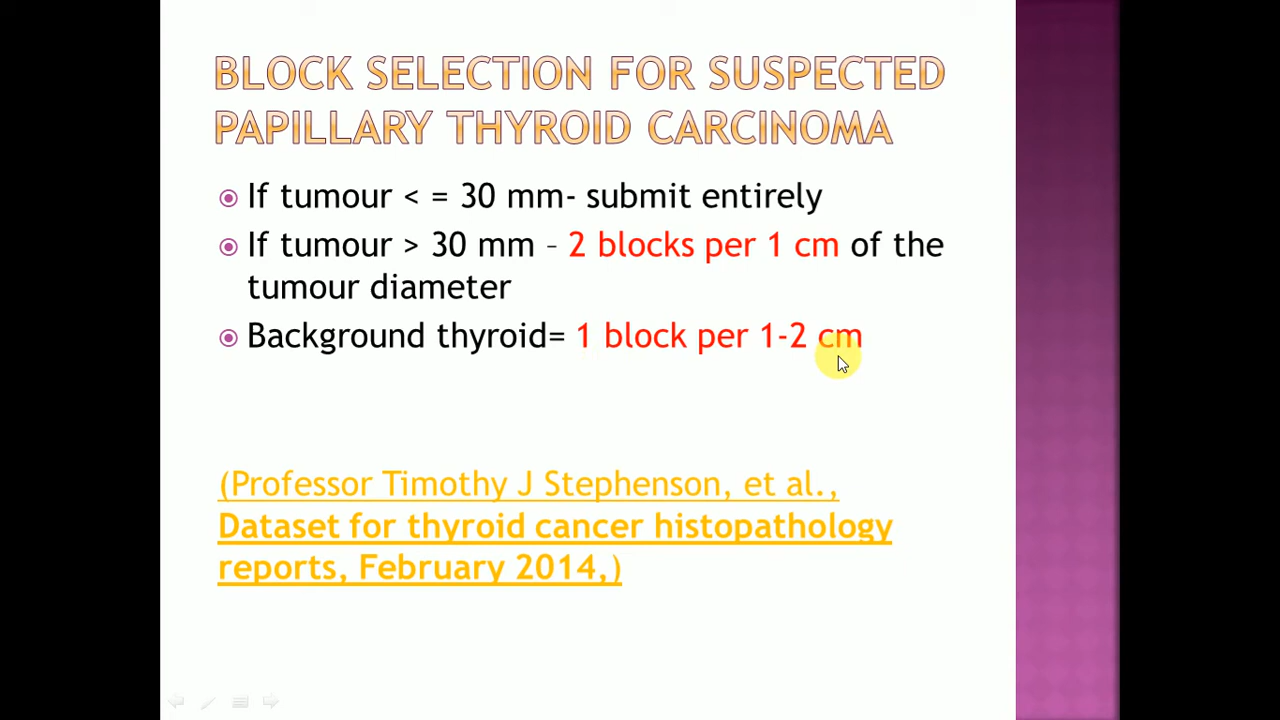 BLOCK SELECTION FOR SUSPECTED
PAPILLARY THYROID CARCINOMA
If tumour < = 30 mm- submit entirely
If tumour > 30 mm – 2 blocks per 1 cm of the
tumour diameter
Background thyroid= 1 block per 1-2 cm
(Professor Timothy J Stephenson, et al.,
Dataset for thyroid cancer histopathology
reports, February 2014,)